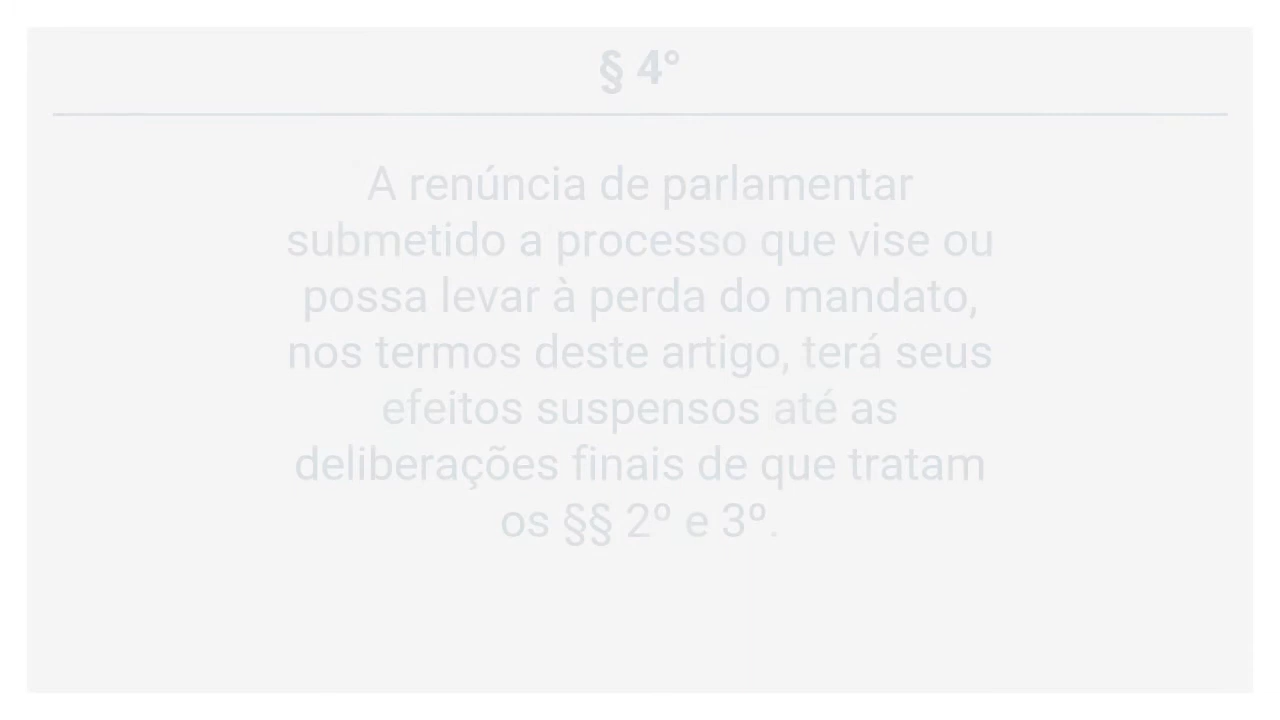 § 4°
A renúncia de parlamentar
submetido a processo que vise ou
possa levar à perda do mandato,
nos termos deste artigo, terá seus
efeitos suspensos até as
deliberações finais de que tratam
os §§ 2º e 3º.